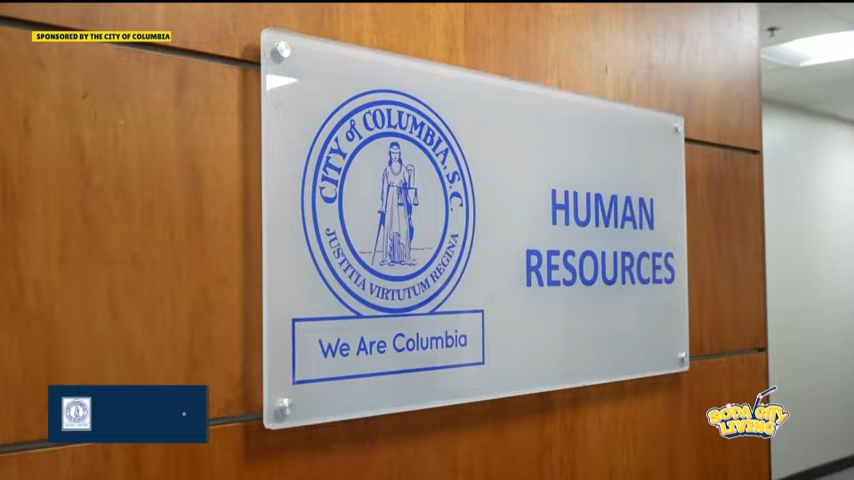 SPONSORED BY THE CITY OF COLUMBIA
CITY of COLUMBIA, S.C.
JUSTITIA VIRTUTUM REGINA
We Are Columbia
HUMAN
RESOURCES
SODA CITY
LIVING